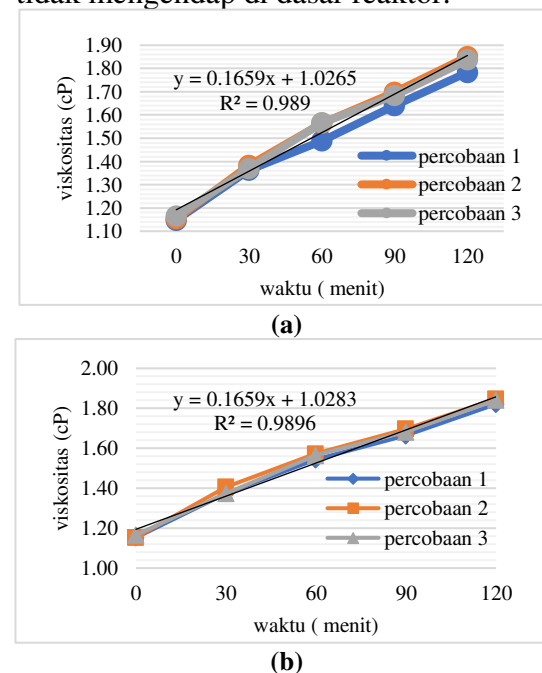 tidak mengendap di dasar reaktor.
1.90
1.80
1.70
1.60
1.50
1.40
1.30
1.20
1.10
viskositas (cP)
y = 0.1659x + 1.0265
R² = 0.989
percobaan 1
percobaan 2
percobaan 3
0 30 60 90 120
waktu ( menit)
(a)
2.00
1.80
1.60
1.40
1.20
1.00
viskositas (cP)
y = 0.1659x + 1.0283
R² = 0.9896
percobaan 1
percobaan 2
percobaan 3
0 30 60 90 120
waktu ( menit)
(b)